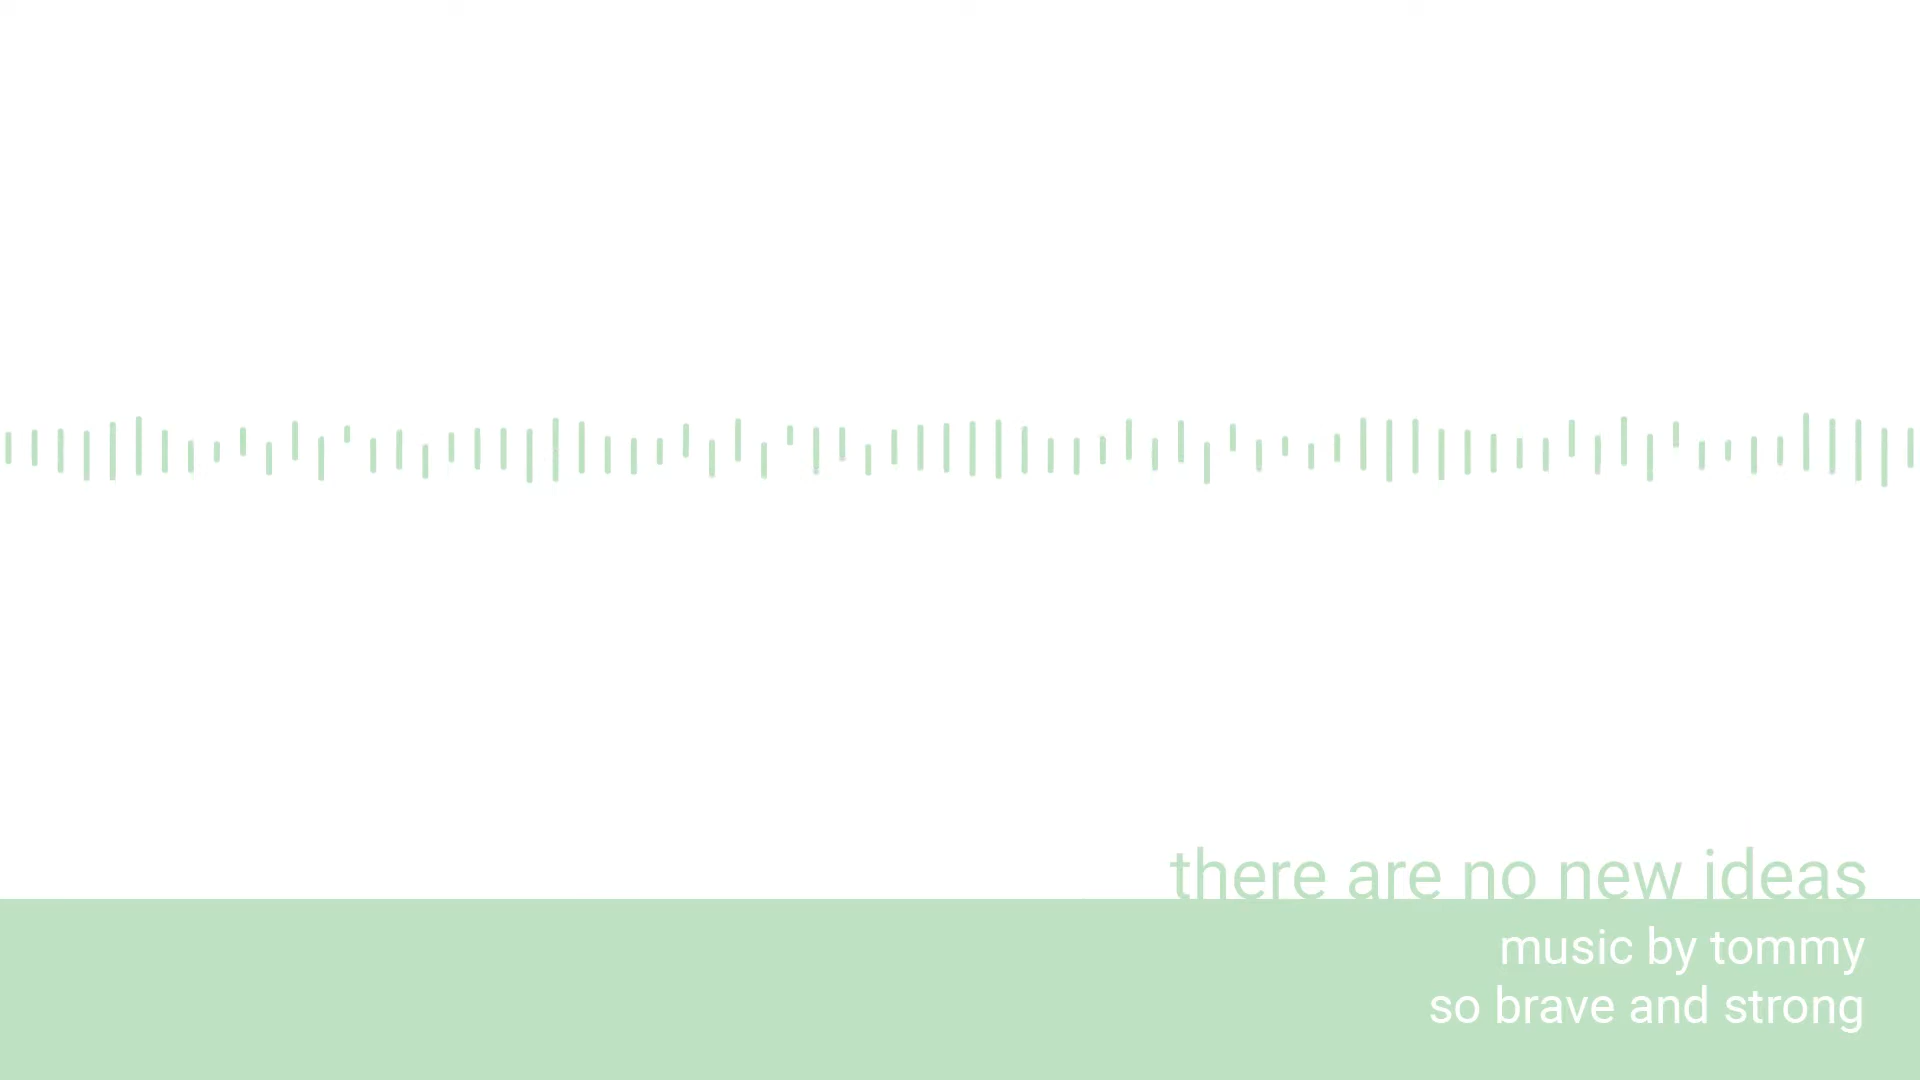 there are no new ideas
music by tommy
so brave and strong